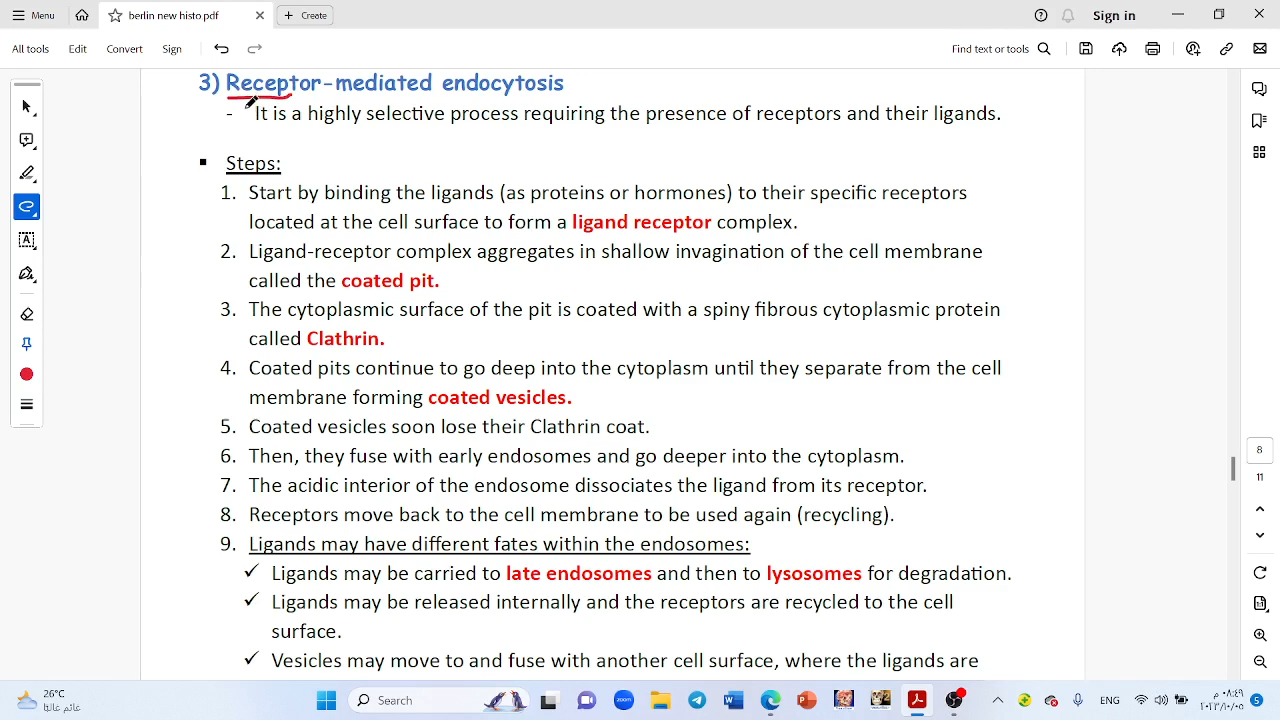 Menu
berlin new histo pdf
Create
Sign in
All tools
Edit
Convert
Sign
Find text or tools
3) Receptor-mediated endocytosis
- It is a highly selective process requiring the presence of receptors and their ligands.
▪ Steps:
1. Start by binding the ligands (as proteins or hormones) to their specific receptors
located at the cell surface to form a ligand receptor complex.
2. Ligand-receptor complex aggregates in shallow invagination of the cell membrane
called the coated pit.
3. The cytoplasmic surface of the pit is coated with a spiny fibrous cytoplasmic protein
called Clathrin.
4. Coated pits continue to go deep into the cytoplasm until they separate from the cell
membrane forming coated vesicles.
5. Coated vesicles soon lose their Clathrin coat.
6. Then, they fuse with early endosomes and go deeper into the cytoplasm.
7. The acidic interior of the endosome dissociates the ligand from its receptor.
8. Receptors move back to the cell membrane to be used again (recycling).
9. Ligands may have different fates within the endosomes:
✓ Ligands may be carried to late endosomes and then to lysosomes for degradation.
✓ Ligands may be released internally and the receptors are recycled to the cell
surface.
✓ Vesicles may move to and fuse with another cell surface, where the ligands are
8
11
26°C
Search
zoom
ENG
5